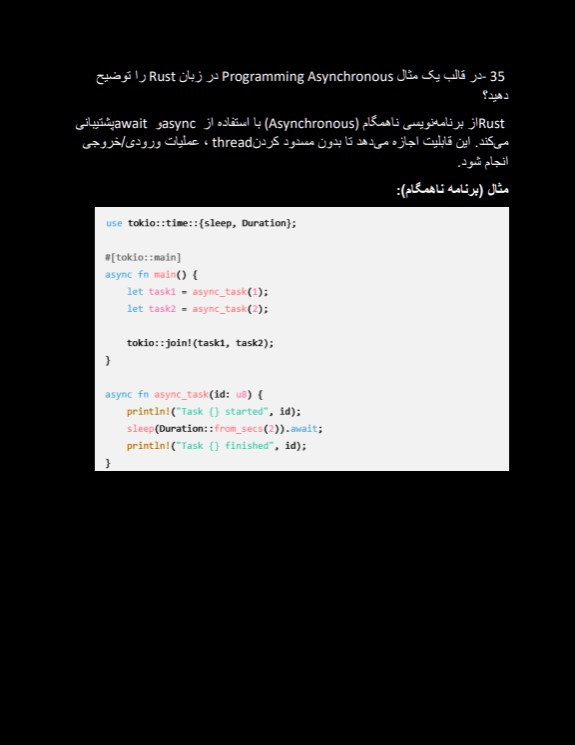 35 -در قالب یک مثال Programming Asynchronous در زبان Rust را توضیح
دهید؟
Rustاز برنامه‌نویسی ناهمگام (Asynchronous) با استفاده از asyncو awaitپشتیبانی
می‌کند. این قابلیت اجازه می‌دهد تا بدون مسدود کردنthread ، عملیات ورودی/خروجی
انجام شود.
مثال (برنامه ناهمگام):
use tokio::time::{sleep, Duration};
#[tokio::main]
async fn main() {
    let task1 = async_task(1);
    let task2 = async_task(2);
    tokio::join!(task1, task2);
}
async fn async_task(id: u8) {
    println!("Task {} started", id);
    sleep(Duration::from_secs(2)).await;
    println!("Task {} finished", id);
}